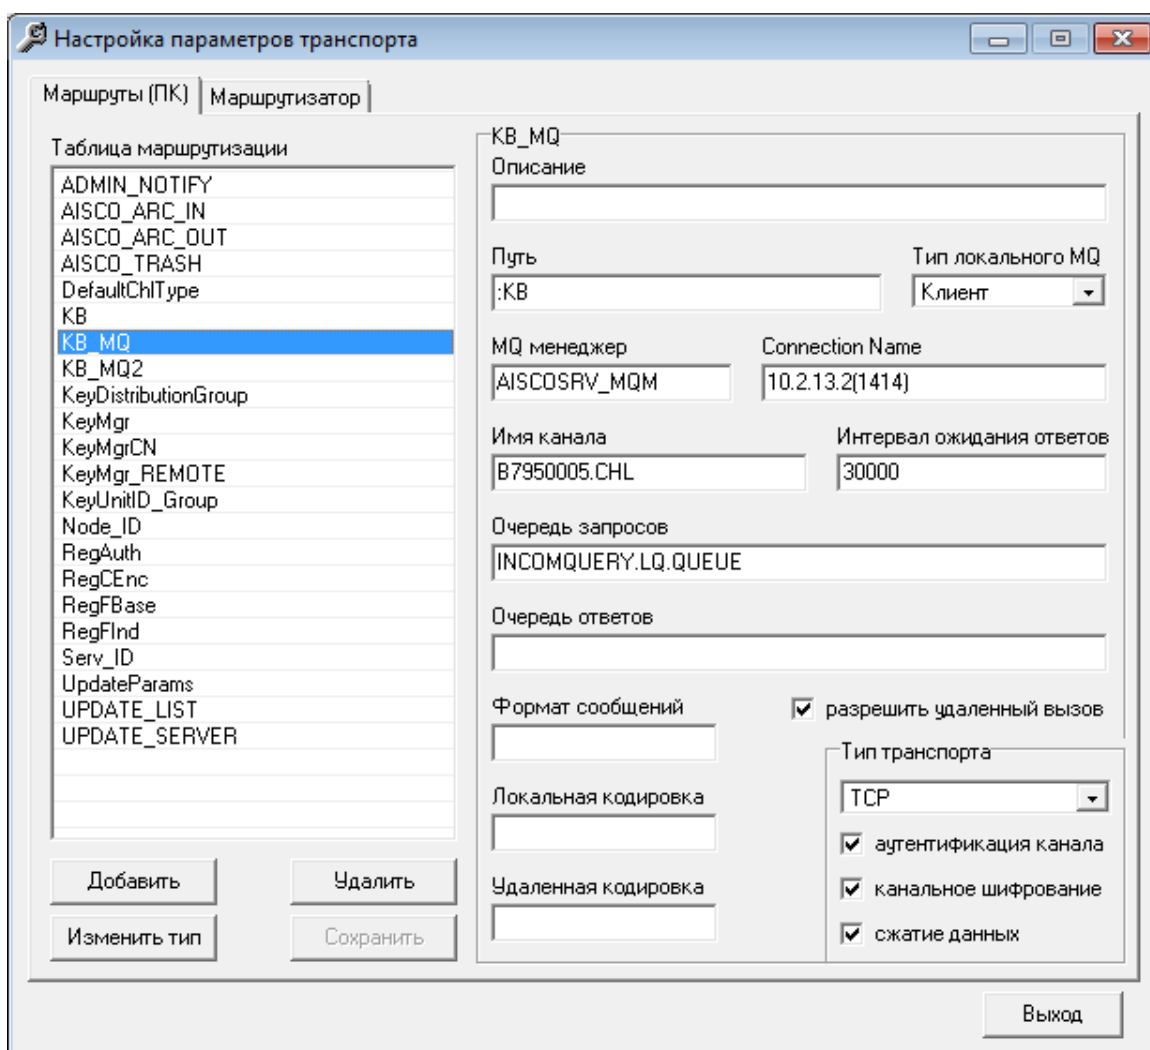 Настройка параметров транспорта
Маршруты (ПК)
Маршрутизатор
Таблица маршрутизации
ADMIN_NOTIFY
AISCO_ARC_IN
AISCO_ARC_OUT
AISCO_TRASH
DefaultChlType
KB
KB_MQ
KB_MQ2
KeyDistributionGroup
KeyMgr
KeyMgrCN
KeyMgr_REMOTE
KeyUnitID_Group
Node_ID
RegAuth
RegCEnc
RegFBase
RegFInd
Serv_ID
UpdateParams
UPDATE_LIST
UPDATE_SERVER
Добавить
Удалить
Изменить тип
Сохранить
KB_MQ
Описание
Путь
Тип локального MQ
:KB
Клиент
MQ менеджер
Connection Name
AISCOSRV_MQM
10.2.13.2(1414)
Имя канала
Интервал ожидания ответов
B7950005.CHL
30000
Очередь запросов
INCOMQUERY.LQ.QUEUE
Очередь ответов
Формат сообщений
разрешить удаленный вызов
Тип транспорта
TCP
Локальная кодировка
аутентификация канала
Удаленная кодировка
канальное шифрование
сжатие данных
Выход